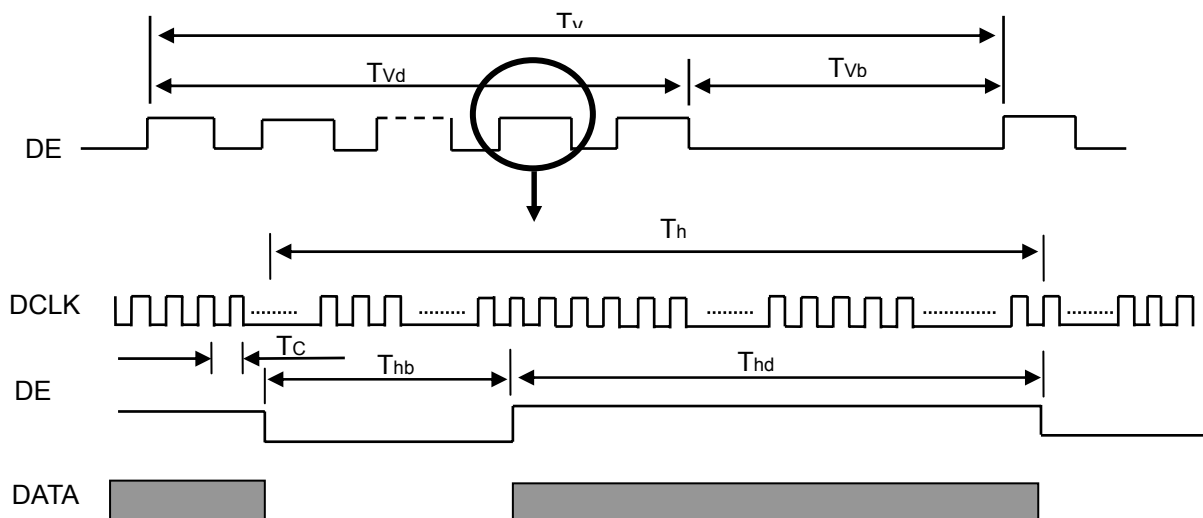 Tv
TVd
TVb
DE
Th
DCLK
TC
Thb
Thd
DE
DATA